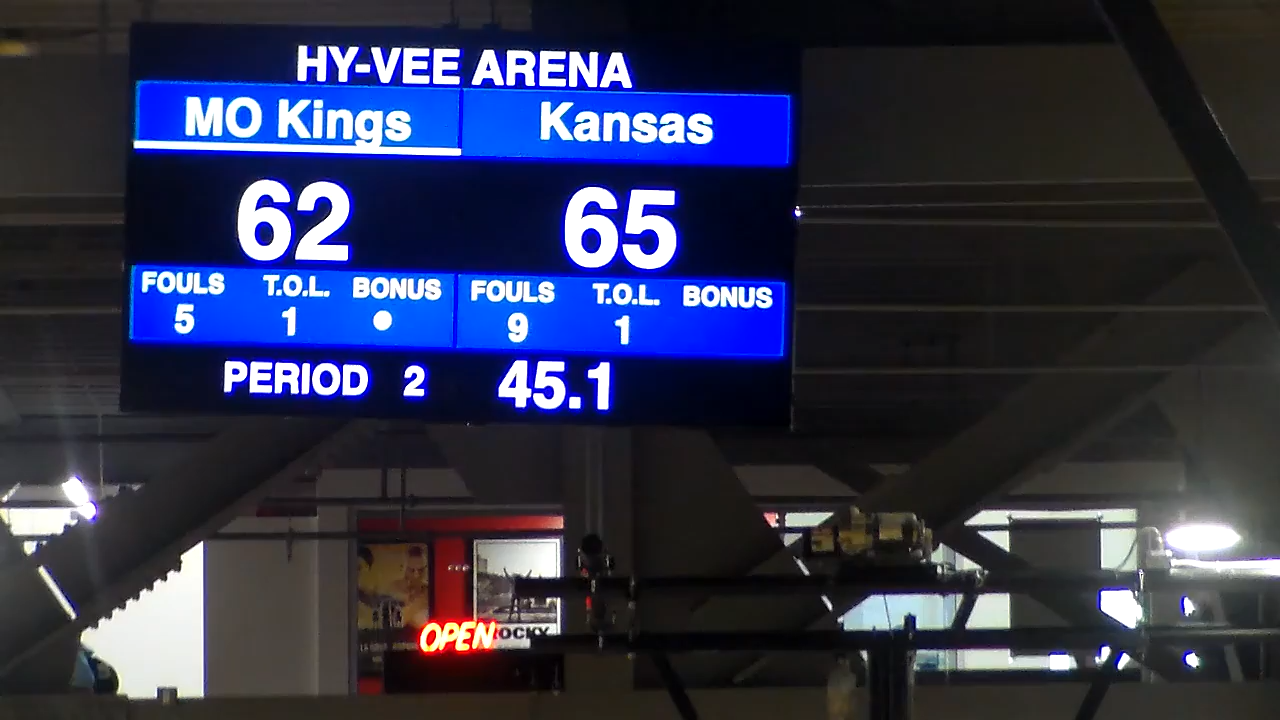 HY-VEE ARENA
MO Kings Kansas
62 65
FOULS T.O.L. BONUS FOULS T.O.L. BONUS
5 1 9 1
PERIOD 2 45.1
OPEN
ROCKY